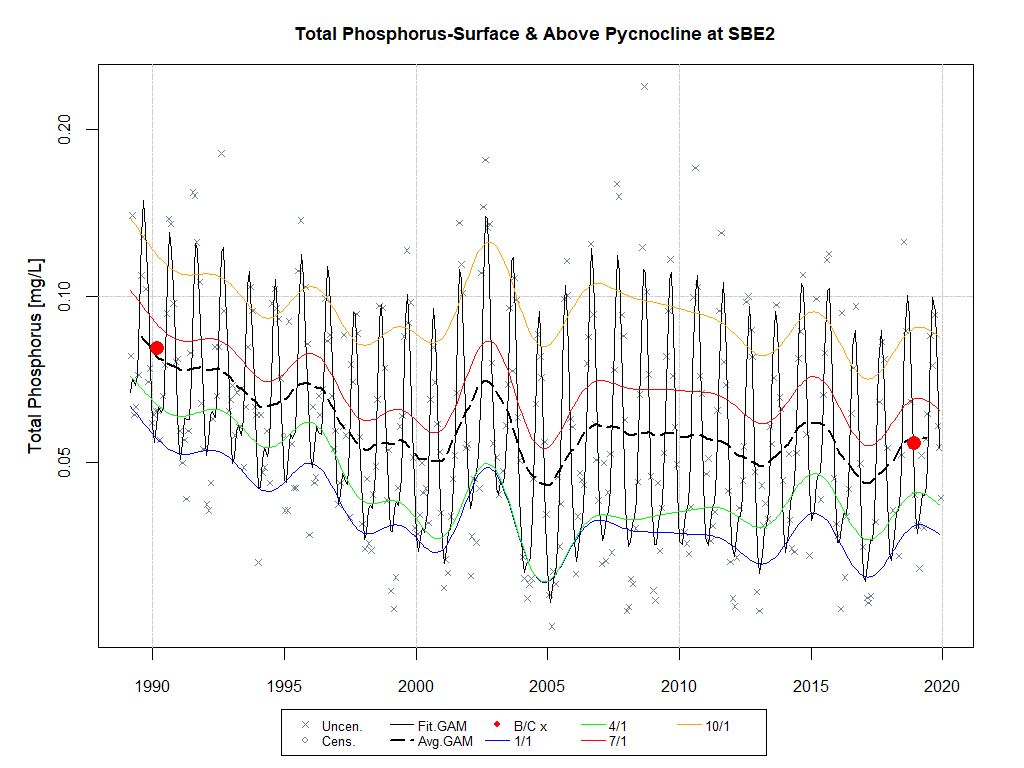 Total Phosphorus-Surface & Above Pycnocline at SBE2
Total Phosphorus [mg/L]
0.20
0.10
0.05
1990 1995 2000 2005 2010 2015 2020
Uncen. Fit.GAM B/C x 4/1 10/1
Cens. Avg.GAM 1/1 7/1